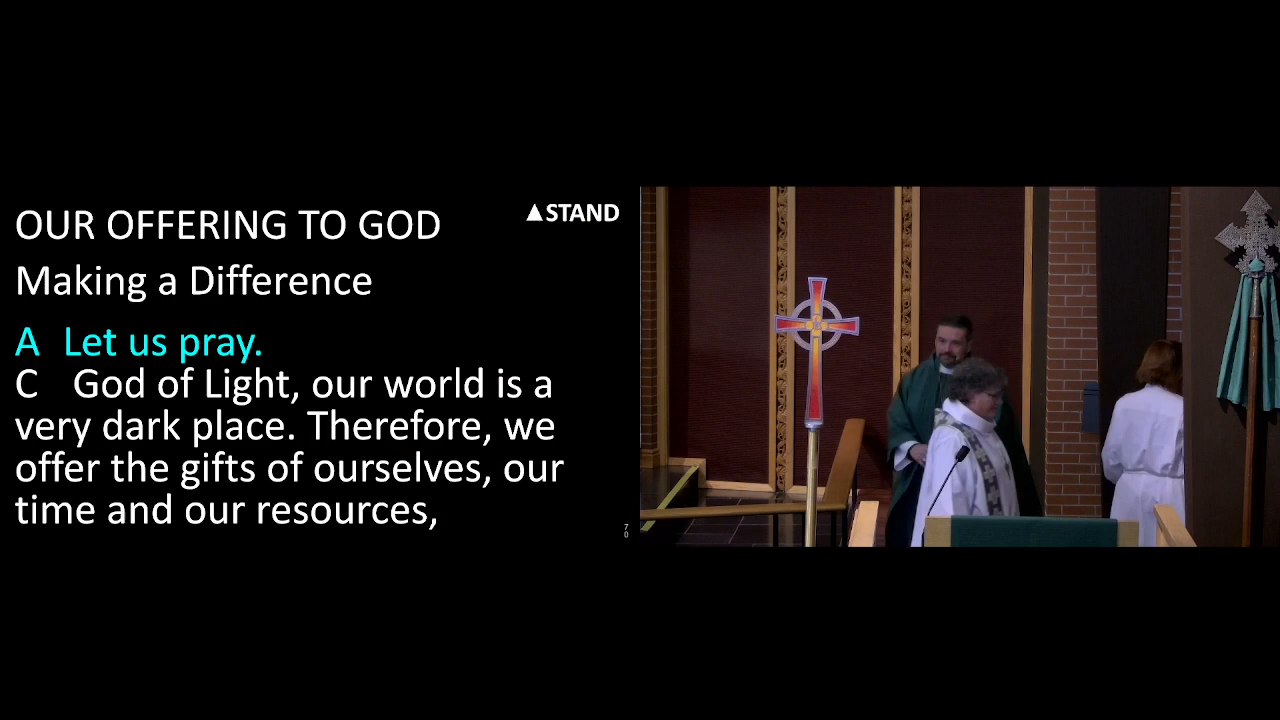 OUR OFFERING TO GOD
▲STAND
Making a Difference
A Let us pray.
C God of Light, our world is a
very dark place. Therefore, we
offer the gifts of ourselves, our
time and our resources,
70